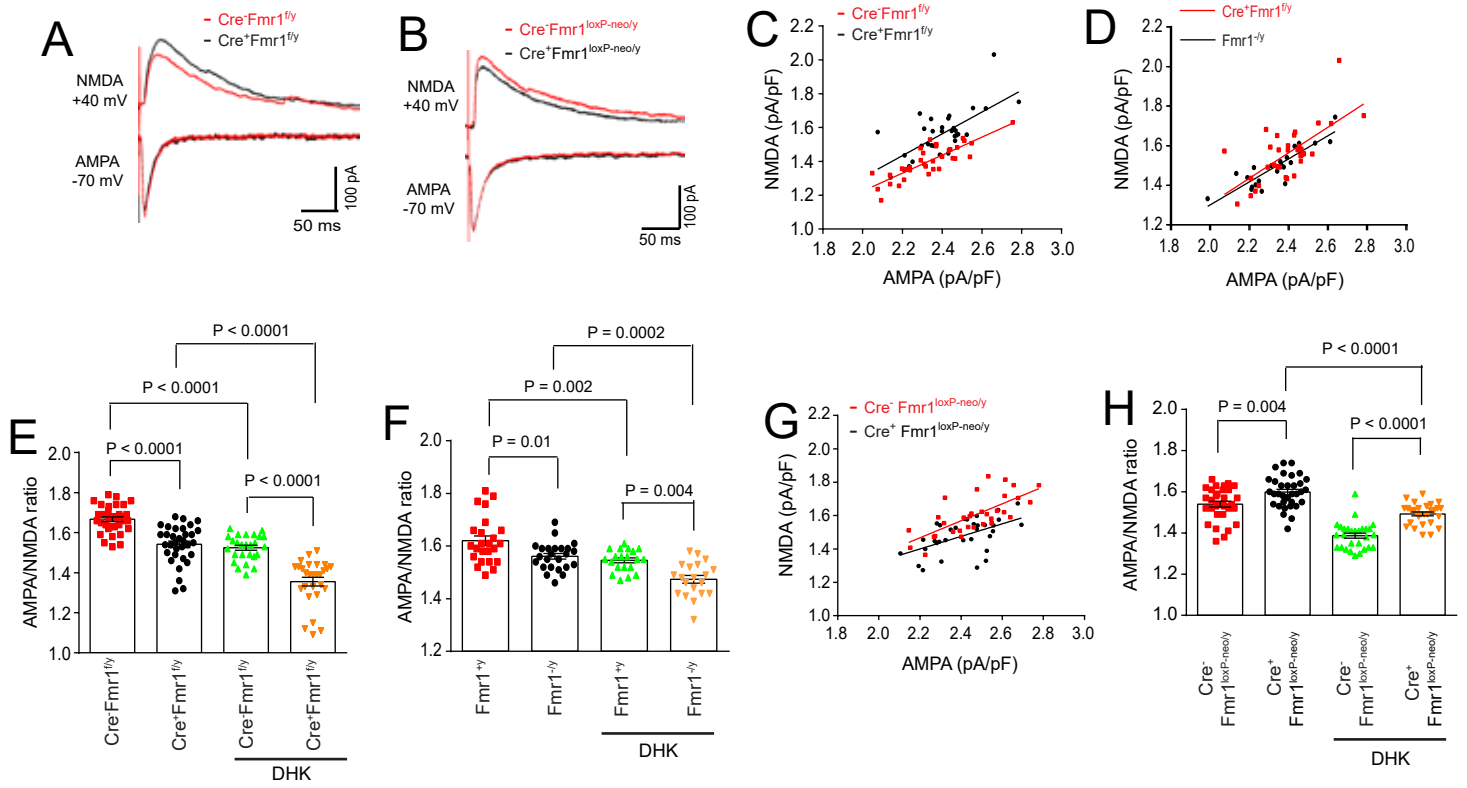 A
Cre⁻Fmr1ᶠ/ʸ
Cre⁺Fmr1ᶠ/ʸ
NMDA
+40 mV
AMPA
-70 mV
100 pA
50 ms
B
Cre⁻Fmr1ˡᵒˣᴾ⁻ⁿᵉᵒ/ʸ
Cre⁺Fmr1ˡᵒˣᴾ⁻ⁿᵉᵒ/ʸ
NMDA
+40 mV
AMPA
-70 mV
100 pA
50 ms
C
Cre⁻Fmr1ᶠ/ʸ
Cre⁺Fmr1ᶠ/ʸ
NMDA (pA/pF)
2.2
2.0
1.8
1.6
1.4
1.2
1.0
1.8 2.0 2.2 2.4 2.6 2.8 3.0
AMPA (pA/pF)
D
Cre⁺Fmr1ᶠ/ʸ
Fmr1⁻/ʸ
NMDA (pA/pF)
2.2
2.0
1.8
1.6
1.4
1.2
1.8 2.0 2.2 2.4 2.6 2.8 3.0
AMPA (pA/pF)
E
P < 0.0001
P < 0.0001
P < 0.0001
P < 0.0001
AMPA/NMDA ratio
2.0
1.8
1.6
1.4
1.2
1.0
Cre⁻Fmr1ᶠ/ʸ
Cre⁺Fmr1ᶠ/ʸ
Cre⁻Fmr1ᶠ/ʸ
Cre⁺Fmr1ᶠ/ʸ
DHK
F
P = 0.0002
P = 0.002
P = 0.01
P = 0.004
AMPA/NMDA ratio
2.0
1.8
1.6
1.4
1.2
Fmr1⁺ʸ
Fmr1⁻/ʸ
Fmr1⁺ʸ
Fmr1⁻/ʸ
DHK
G
Cre⁻ Fmr1ˡᵒˣᴾ⁻ⁿᵉᵒ/ʸ
Cre⁺ Fmr1ˡᵒˣᴾ⁻ⁿᵉᵒ/ʸ
NMDA (pA/pF)
2.2
2.0
1.8
1.6
1.4
1.2
1.0
1.8 2.0 2.2 2.4 2.6 2.8 3.0
AMPA (pA/pF)
H
P < 0.0001
P = 0.004
P < 0.0001
AMPA/NMDA ratio
2.0
1.8
1.6
1.4
1.2
1.0
Cre⁻
Fmr1ˡᵒˣᴾ⁻ⁿᵉᵒ/ʸ
Cre⁺
Fmr1ˡᵒˣᴾ⁻ⁿᵉᵒ/ʸ
Cre⁻
Fmr1ˡᵒˣᴾ⁻ⁿᵉᵒ/ʸ
Cre⁺
Fmr1ˡᵒˣᴾ⁻ⁿᵉᵒ/ʸ
DHK